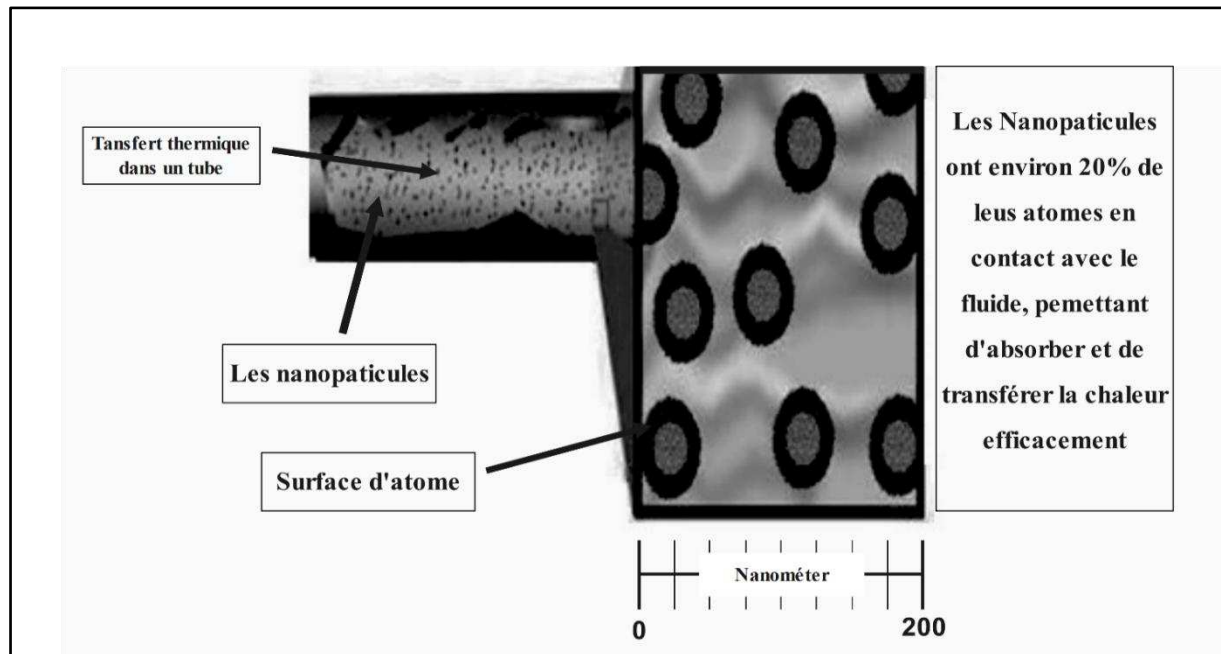 Tansfert thermique
dans un tube
Les nanopaticules
Surface d'atome
Les Nanopaticules
ont environ 20% de
leus atomes en
contact avec le
fluide, pemettant
d'absorber et de
transférer la chaleur
efficacement
Nanométer
0
200